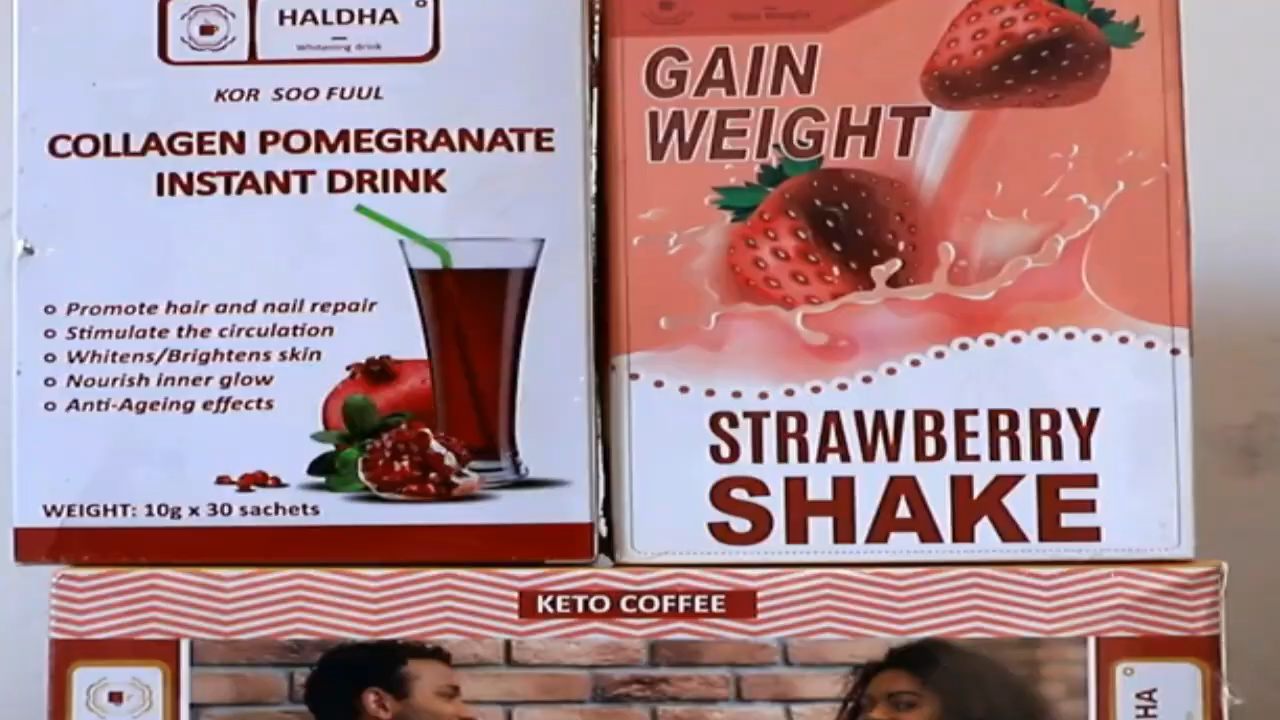 HALDHA
Whitening drink
KOR SOO FUUL
COLLAGEN POMEGRANATE
INSTANT DRINK
o Promote hair and nail repair
o Stimulate the circulation
o Whitens/Brightens skin
o Nourish inner glow
o Anti-Ageing effects
WEIGHT: 10g x 30 sachets
GAIN
WEIGHT
STRAWBERRY
SHAKE
KETO COFFEE